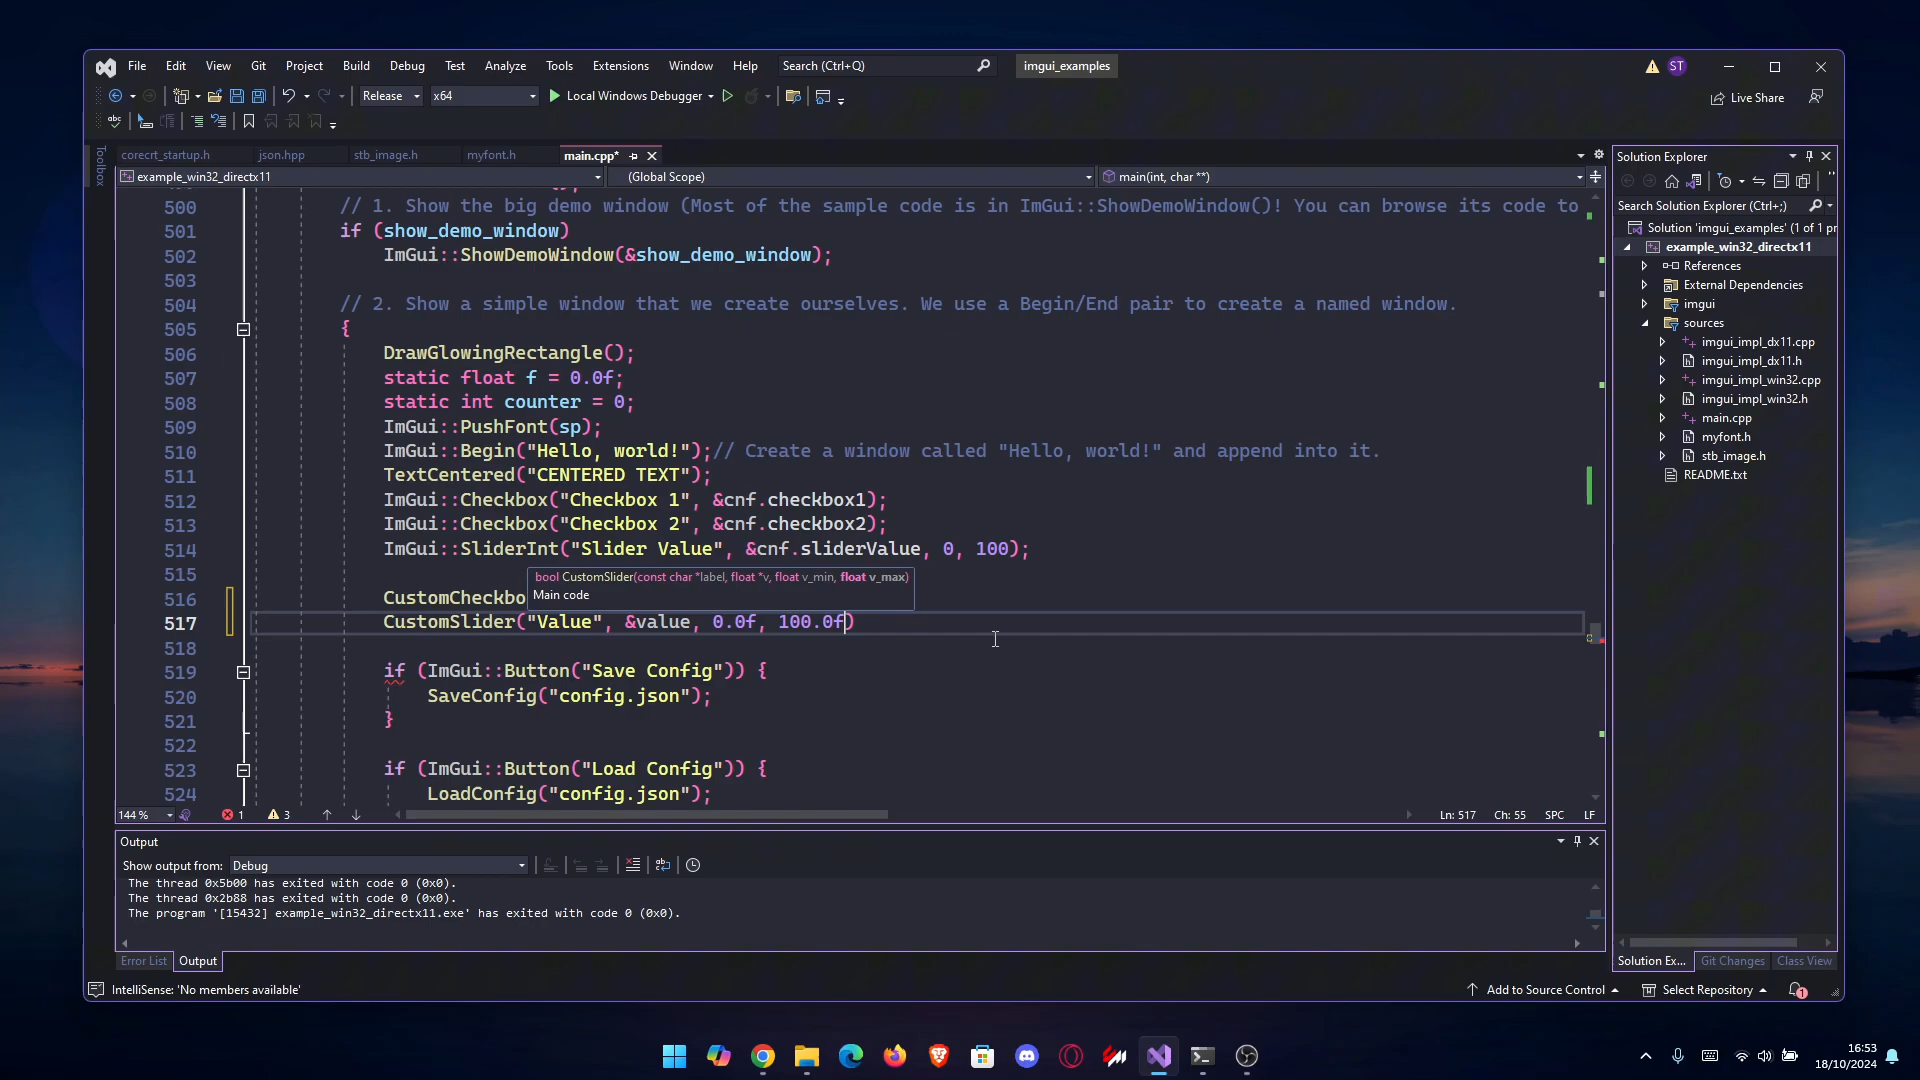 File Edit View Git Project Build Debug Test Analyze Tools Extensions Window Help Search (Ctrl+Q) imgui_examples ST
Release x64 Local Windows Debugger Live Share
abc
Toolbox
corecrt_startup.h json.hpp stb_image.h myfont.h main.cpp*
example_win32_directx11 (Global Scope) main(int, char **)
500 // 1. Show the big demo window (Most of the sample code is in ImGui::ShowDemoWindow()! You can browse its code to
501 if (show_demo_window)
502 ImGui::ShowDemoWindow(&show_demo_window);
503
504 // 2. Show a simple window that we create ourselves. We use a Begin/End pair to create a named window.
505 {
506 DrawGlowingRectangle();
507 static float f = 0.0f;
508 static int counter = 0;
509 ImGui::PushFont(sp);
510 ImGui::Begin("Hello, world!");// Create a window called "Hello, world!" and append into it.
511 TextCentered("CENTERED TEXT");
512 ImGui::Checkbox("Checkbox 1", &cnf.checkbox1);
513 ImGui::Checkbox("Checkbox 2", &cnf.checkbox2);
514 ImGui::SliderInt("Slider Value", &cnf.sliderValue, 0, 100);
515
bool CustomSlider(const char *label, float *v, float v_min, float v_max)
Main code
516 CustomCheckbo
517 CustomSlider("Value", &value, 0.0f, 100.0f)
518
519 if (ImGui::Button("Save Config")) {
520 SaveConfig("config.json");
521 }
522
523 if (ImGui::Button("Load Config")) {
524 LoadConfig("config.json");
144 % 1 3 Ln: 517 Ch: 55 SPC LF
Output
Show output from: Debug
The thread 0x5b00 has exited with code 0 (0x0).
The thread 0x2b88 has exited with code 0 (0x0).
The program '[15432] example_win32_directx11.exe' has exited with code 0 (0x0).
Error List Output
Solution Explorer
Search Solution Explorer (Ctrl+;)
Solution 'imgui_examples' (1 of 1 pr
example_win32_directx11
References
External Dependencies
imgui
sources
imgui_impl_dx11.cpp
imgui_impl_dx11.h
imgui_impl_win32.cpp
imgui_impl_win32.h
main.cpp
myfont.h
stb_image.h
README.txt
Solution Ex... Git Changes Class View
IntelliSense: 'No members available' Add to Source Control Select Repository 1
16:53
18/10/2024